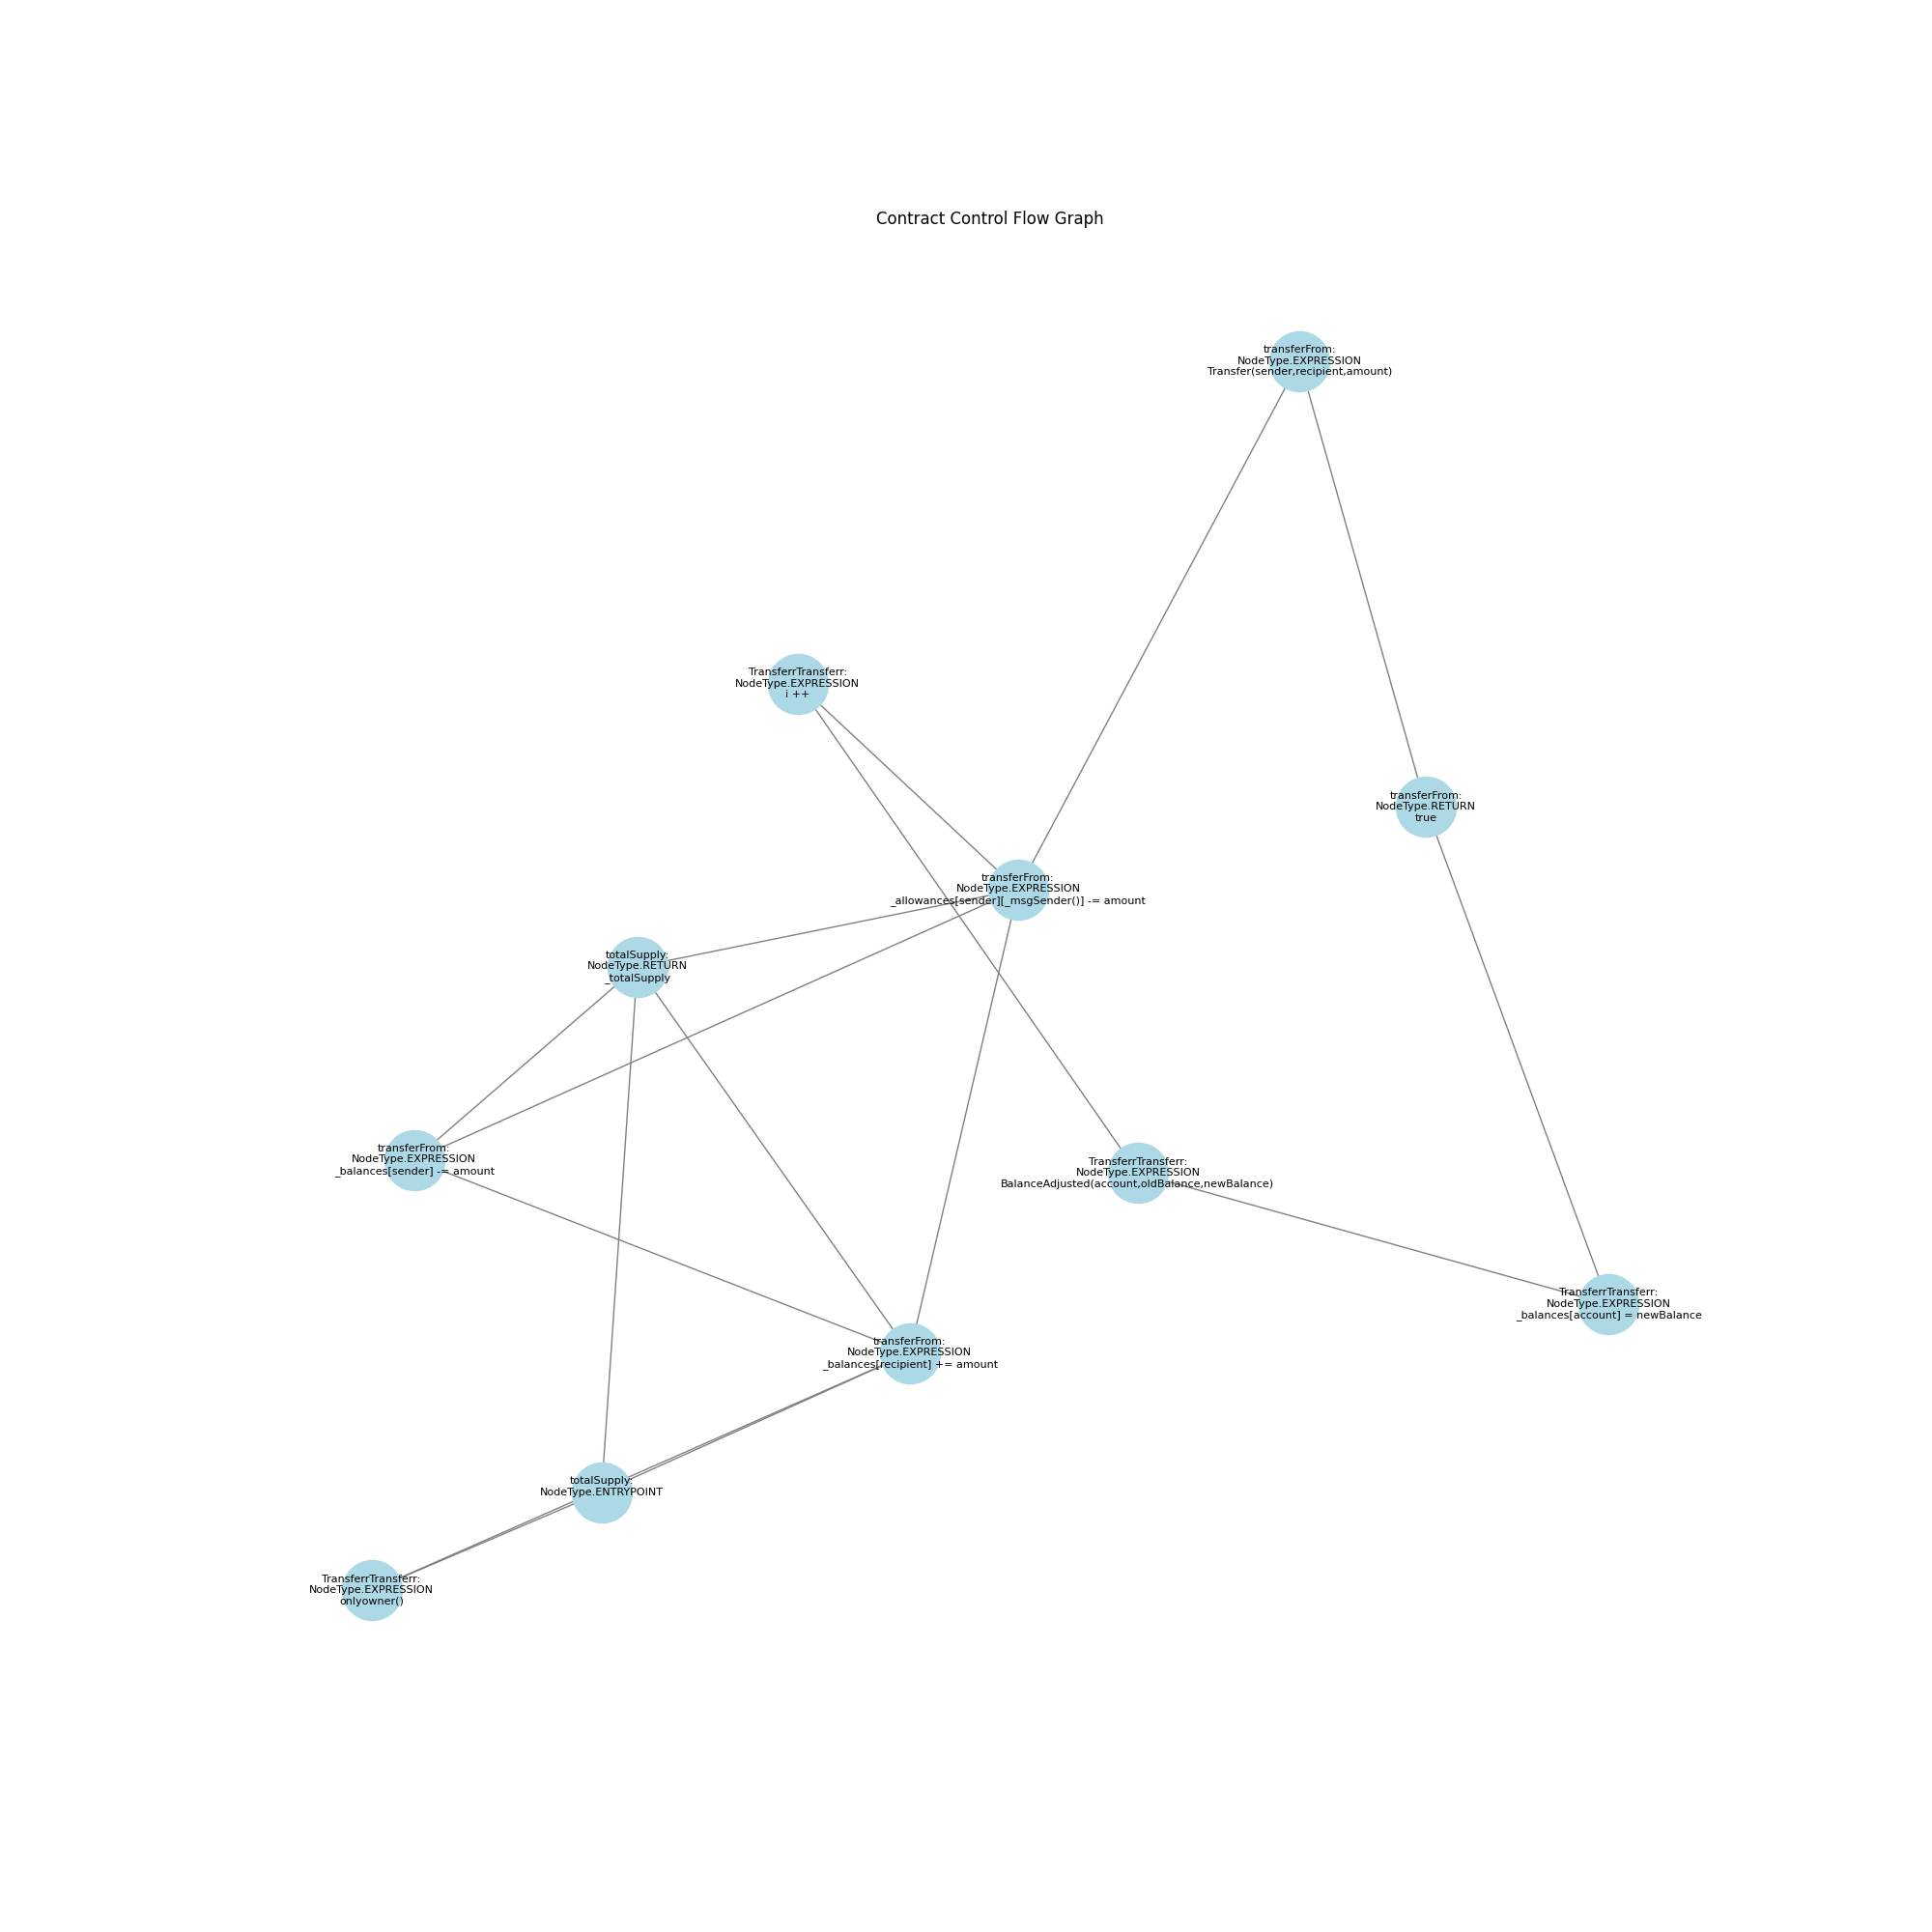 Contract Control Flow Graph
transferFrom:
NodeType.EXPRESSION
Transfer(sender,recipient,amount)
TransferrTransferr:
NodeType.EXPRESSION
i ++
transferFrom:
NodeType.RETURN
true
transferFrom:
NodeType.EXPRESSION
_allowances[sender][_msgSender()] -= amount
totalSupply:
NodeType.RETURN
_totalSupply
transferFrom:
NodeType.EXPRESSION
_balances[sender] -= amount
TransferrTransferr:
NodeType.EXPRESSION
BalanceAdjusted(account,oldBalance,newBalance)
TransferrTransferr:
NodeType.EXPRESSION
_balances[account] = newBalance
transferFrom:
NodeType.EXPRESSION
_balances[recipient] += amount
totalSupply:
NodeType.ENTRYPOINT
TransferrTransferr:
NodeType.EXPRESSION
onlyowner()